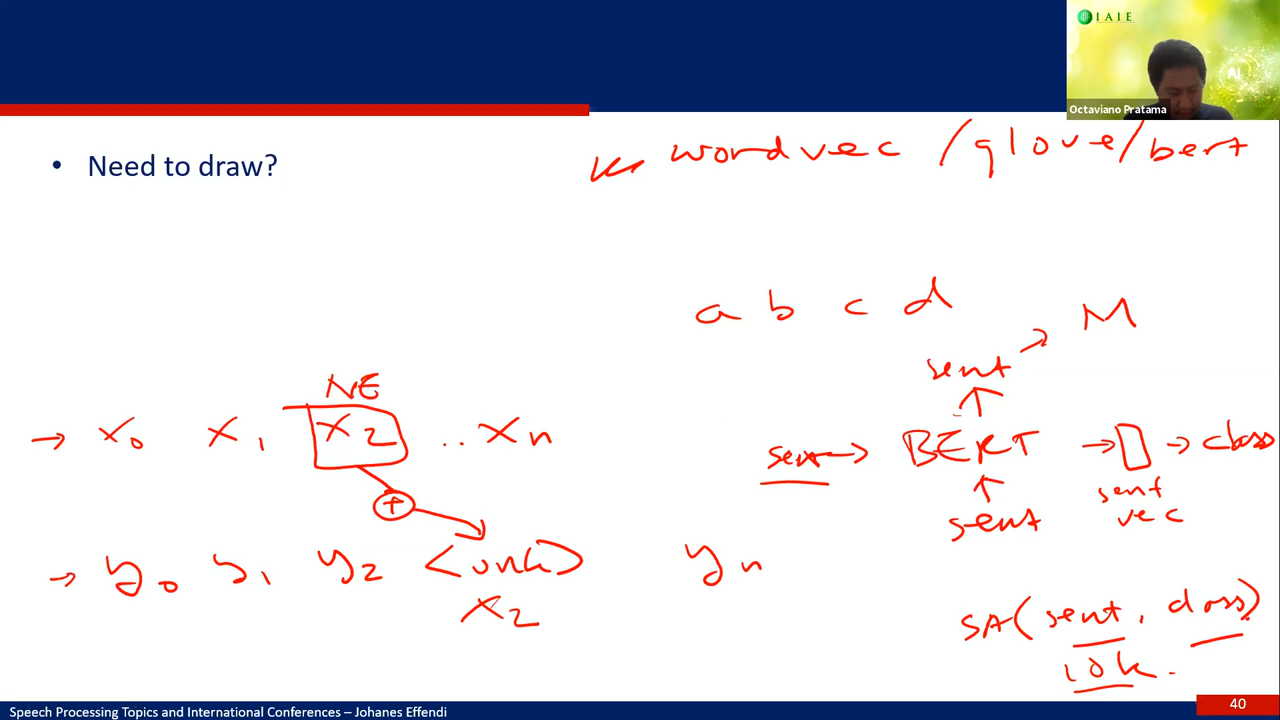 IAIE
AI
Octaviano Pratama
• Need to draw?
wordvec /glove/bert
a b c d
M
sent
NE
x0 x1 x2 .. xn
sent
BERT
class
sent
vec
sent
+
y0 y1 y2 <unk> yn
x2
SA(sent, class)
10k.
Speech Processing Topics and International Conferences – Johanes Effendi
40